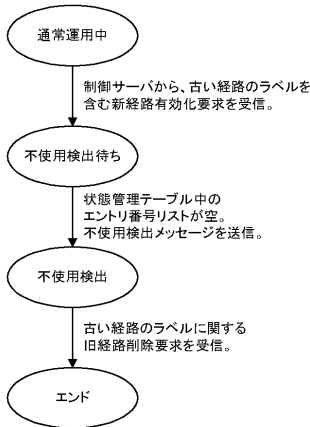 通常運用中
制御サーバから、古い経路のラベルを
含む新経路有効化要求を受信。
不使用検出待ち
状態管理テーブル中の
エントリ番号リストが空。
不使用検出メッセージを送信。
不使用検出
古い経路のラベルに関する
旧経路削除要求を受信。
エンド